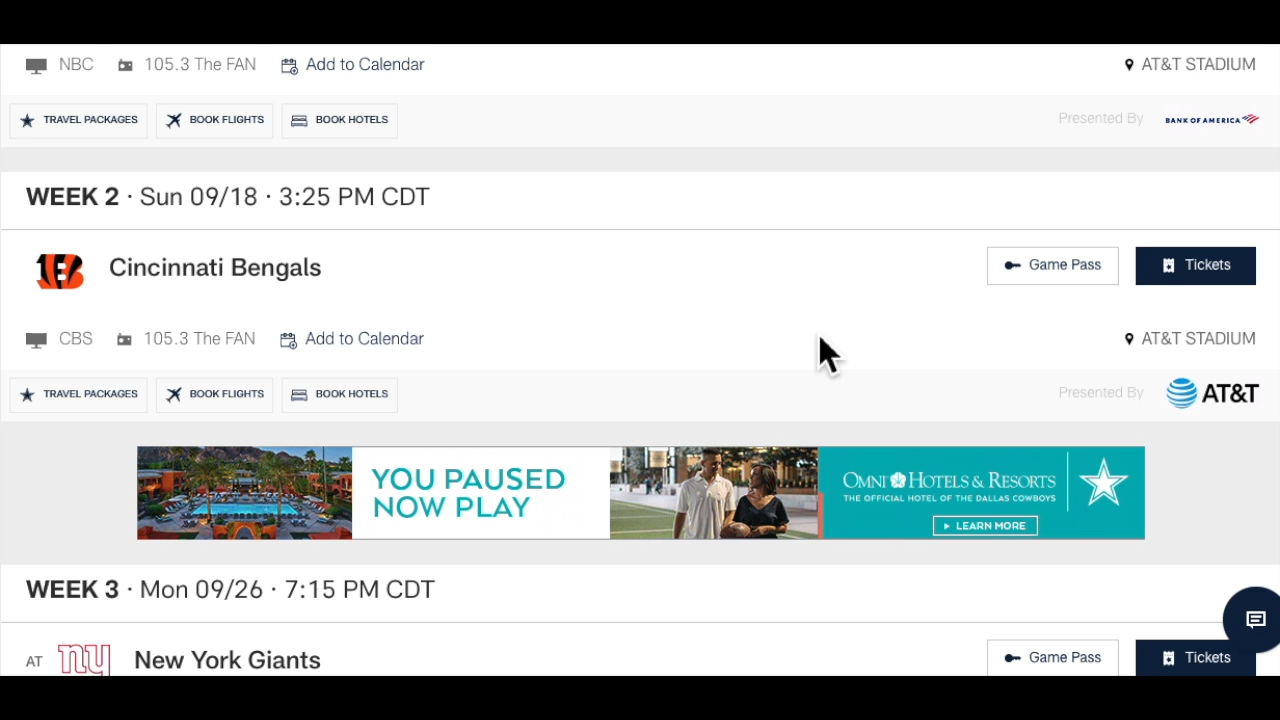 NBC 105.3 The FAN Add to Calendar AT&T STADIUM
TRAVEL PACKAGES BOOK FLIGHTS BOOK HOTELS Presented By BANK OF AMERICA
WEEK 2 · Sun 09/18 · 3:25 PM CDT
Cincinnati Bengals Game Pass Tickets
CBS 105.3 The FAN Add to Calendar AT&T STADIUM
TRAVEL PACKAGES BOOK FLIGHTS BOOK HOTELS Presented By AT&T
YOU PAUSED
NOW PLAY
OMNI HOTELS & RESORTS
THE OFFICIAL HOTEL OF THE DALLAS COWBOYS
LEARN MORE
WEEK 3 · Mon 09/26 · 7:15 PM CDT
AT ny New York Giants Game Pass Tickets